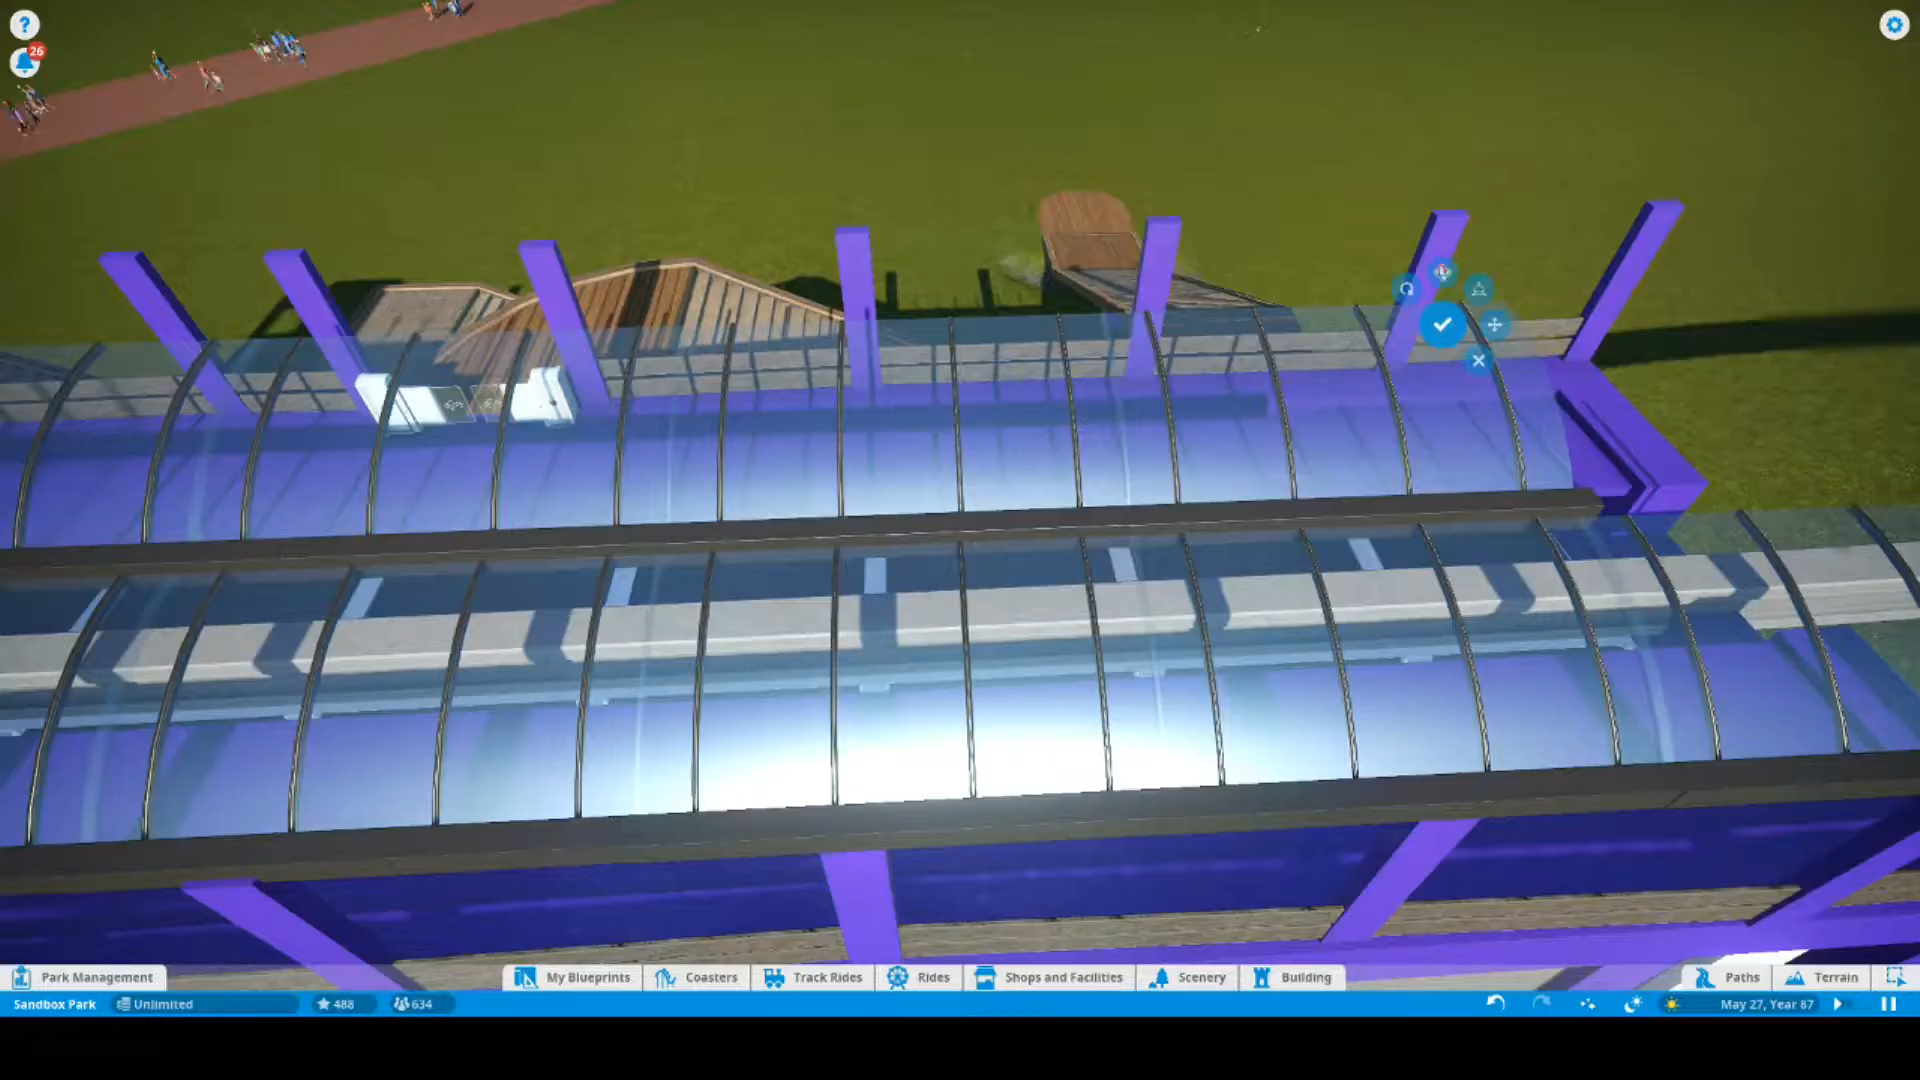 ?
26
Park Management
My Blueprints
Coasters
Track Rides
Rides
Shops and Facilities
Scenery
Building
Paths
Terrain
Sandbox Park
Unlimited
488
634
May 27, Year 87